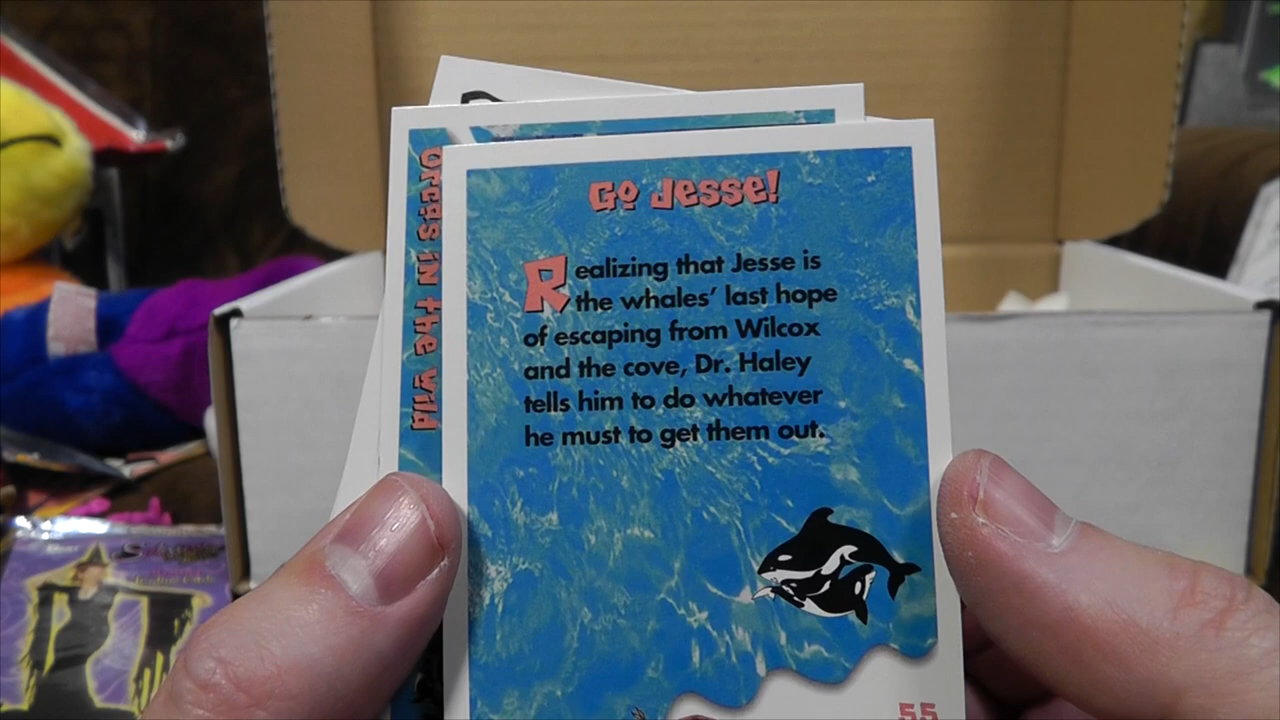 Go Jesse!
Realizing that Jesse is
the whales' last hope
of escaping from Wilcox
and the cove, Dr. Haley
tells him to do whatever
he must to get them out.
55
Orcas in the Wild